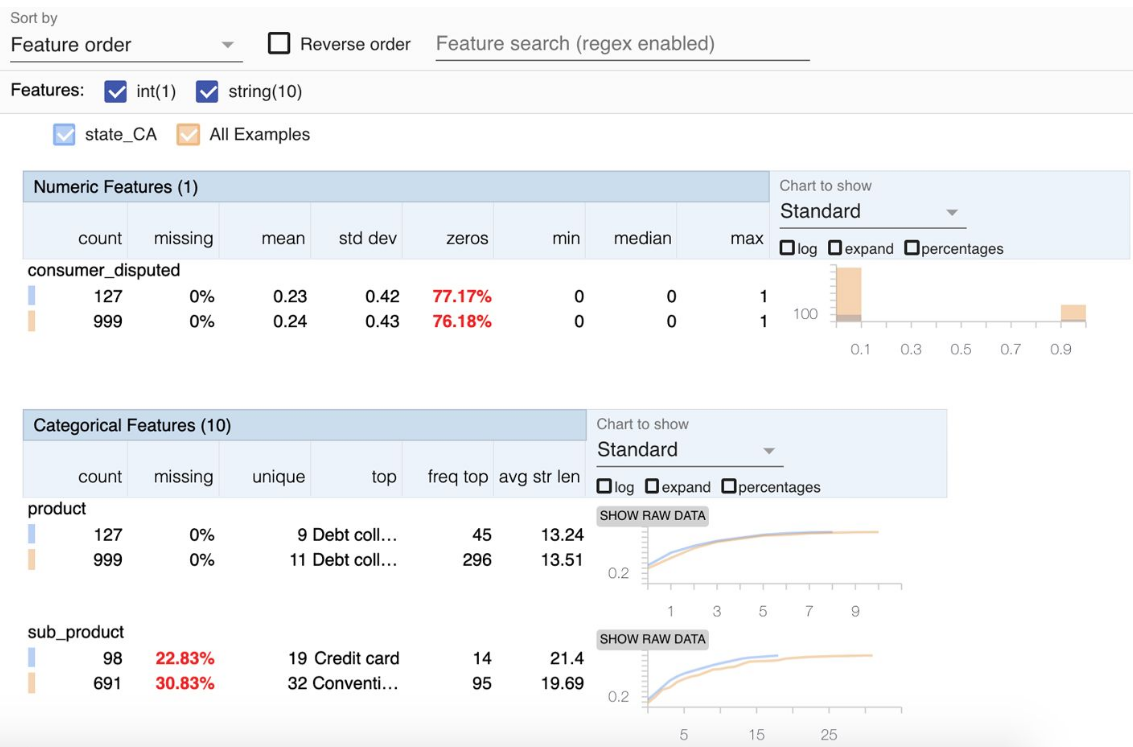 Sort by
Feature order
Reverse order
Feature search (regex enabled)
Features: int(1) string(10)
state_CA All Examples
Numeric Features (1)
Chart to show
Standard
count missing mean std dev zeros min median max
log expand percentages
consumer_disputed
127 0% 0.23 0.42 77.17% 0 0 1
999 0% 0.24 0.43 76.18% 0 0 1
100
0.1 0.3 0.5 0.7 0.9
Categorical Features (10)
Chart to show
Standard
count missing unique top freq top avg str len
log expand percentages
product
SHOW RAW DATA
127 0% 9 Debt coll... 45 13.24
999 0% 11 Debt coll... 296 13.51
0.2
1 3 5 7 9
sub_product
SHOW RAW DATA
98 22.83% 19 Credit card 14 21.4
691 30.83% 32 Conventi... 95 19.69
0.2
5 15 25